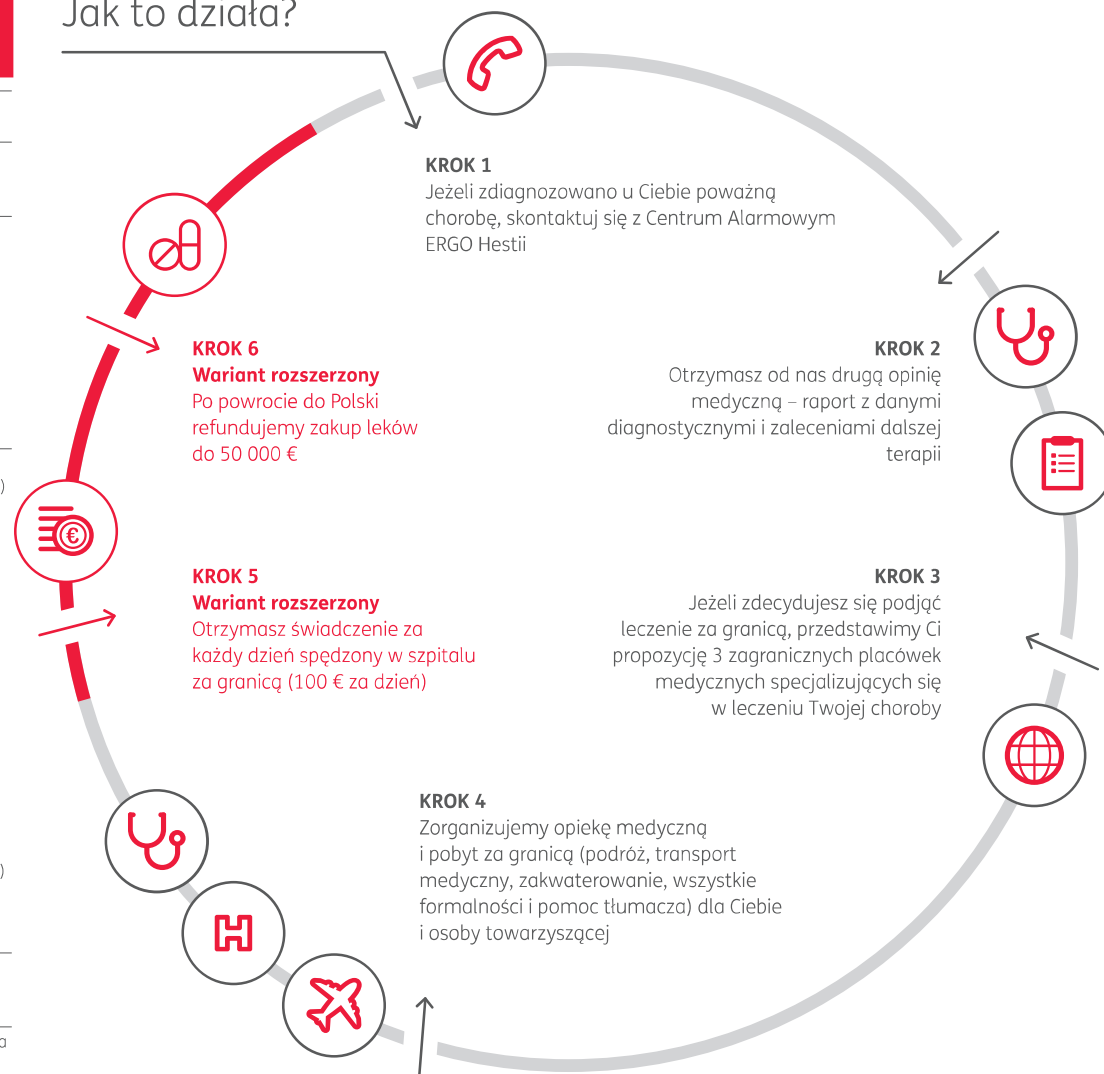 Jak to działa?
KROK 1
Jeżeli zdiagnozowano u Ciebie poważną
chorobę, skontaktuj się z Centrum Alarmowym
ERGO Hestii
KROK 2
Otrzymasz od nas drugą opinię
medyczną – raport z danymi
diagnostycznymi i zaleceniami dalszej
terapii
KROK 3
Jeżeli zdecydujesz się podjąć
leczenie za granicą, przedstawimy Ci
propozycję 3 zagranicznych placówek
medycznych specjalizujących się
w leczeniu Twojej choroby
KROK 4
Zorganizujemy opiekę medyczną
i pobyt za granicą (podróż, transport
medyczny, zakwaterowanie, wszystkie
formalności i pomoc tłumacza) dla Ciebie
i osoby towarzyszącej
KROK 5
Wariant rozszerzony
Otrzymasz świadczenie za
każdy dzień spędzony w szpitalu
za granicą (100 € za dzień)
KROK 6
Wariant rozszerzony
Po powrocie do Polski
refundujemy zakup leków
do 50 000 €
€
H
)
)
a